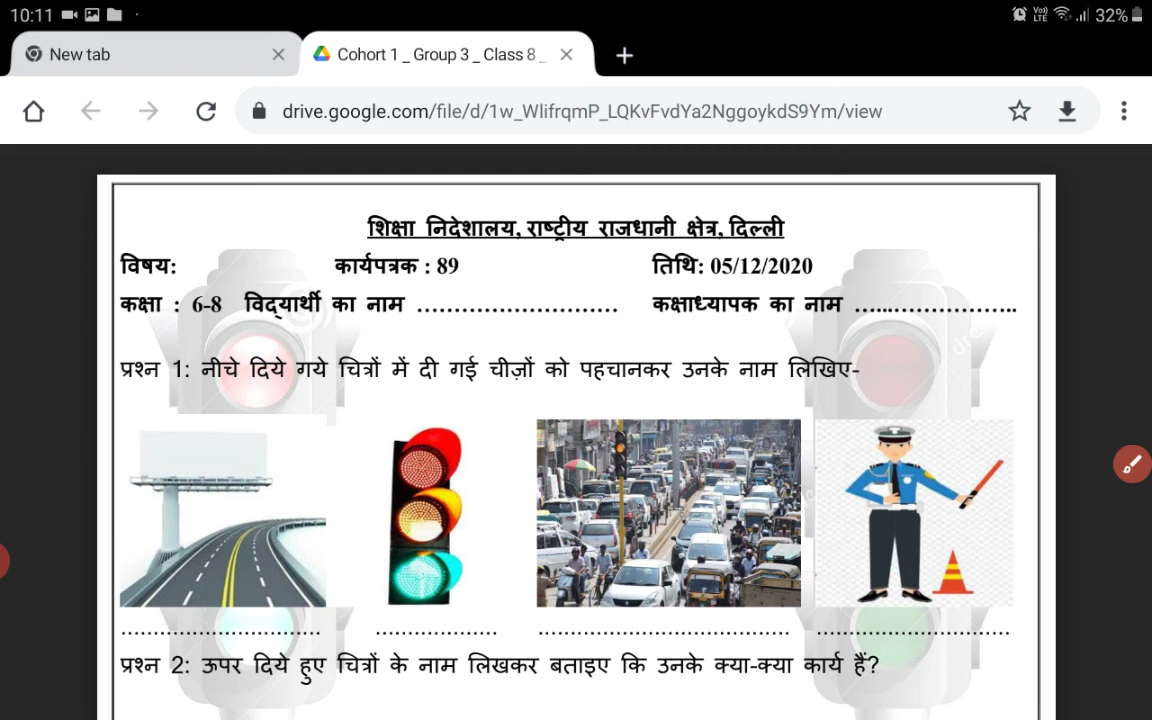 10:11 Vo)) LTE 32%
New tab Cohort 1 _ Group 3 _ Class 8 _
drive.google.com/file/d/1w_WlifrqmP_LQKvFvdYa2NggoykdS9Ym/view
शिक्षा निदेशालय, राष्ट्रीय राजधानी क्षेत्र, दिल्ली
विषय: कार्यपत्रक : 89 तिथि: 05/12/2020
कक्षा : 6-8 विद्यार्थी का नाम ............................ कक्षाध्यापक का नाम ......................
प्रश्न 1: नीचे दिये गये चित्रों में दी गई चीज़ों को पहचानकर उनके नाम लिखिए-
.......................... ................ ................................. .........................
प्रश्न 2: ऊपर दिये हुए चित्रों के नाम लिखकर बताइए कि उनके क्या-क्या कार्य हैं?